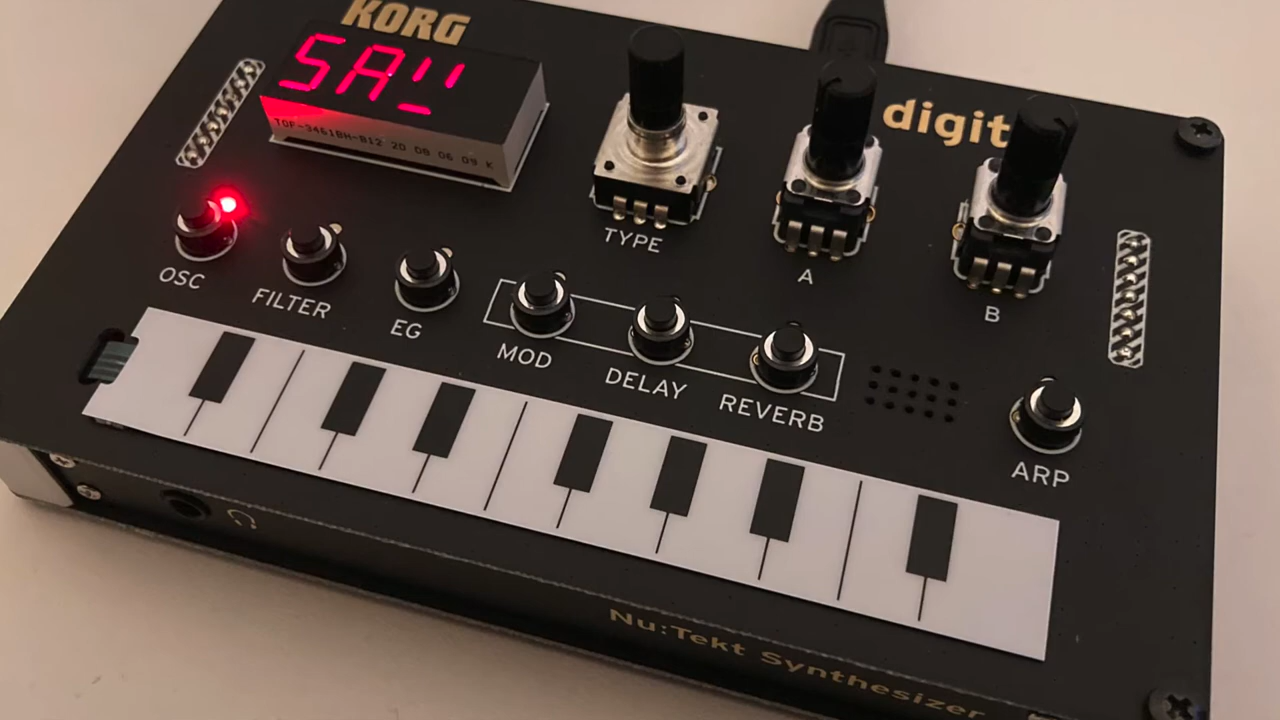 KORG
SAW
digit
TYPE
A
B
OSC
FILTER
EG
MOD
DELAY
REVERB
ARP
Nu:Tekt Synthesizer